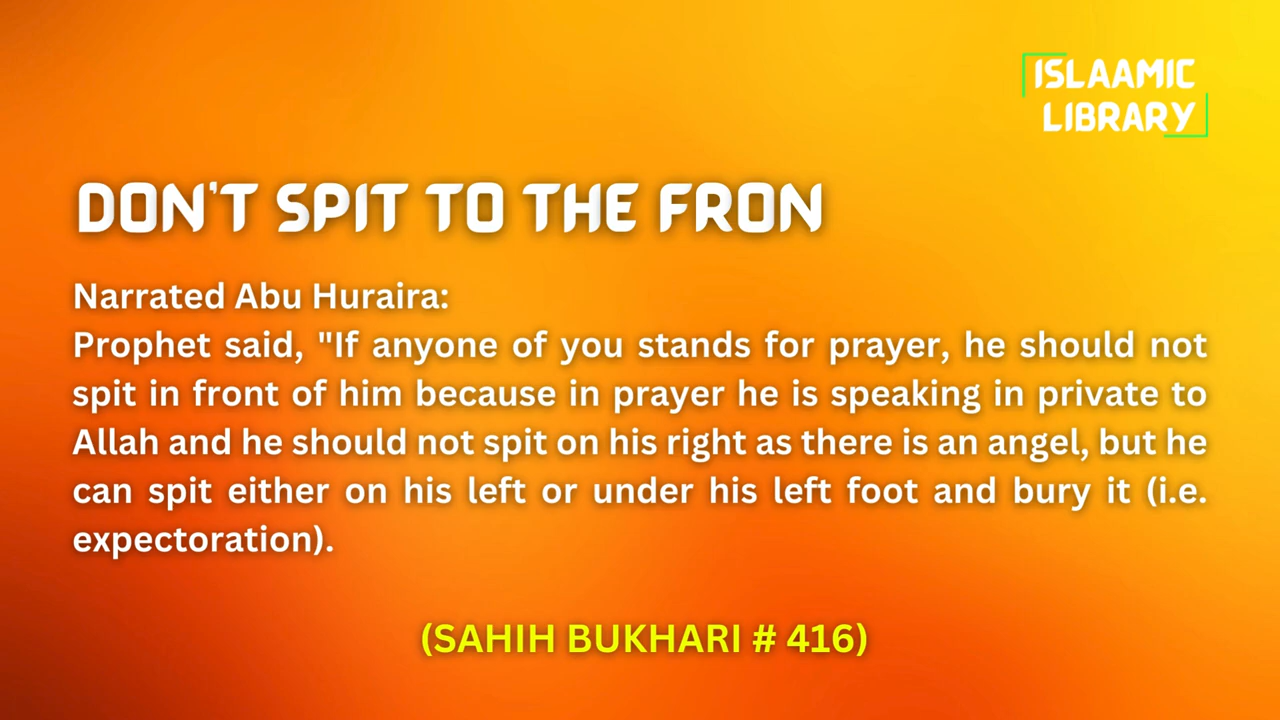 ISLAAMIC
LIBRARY
DON'T SPIT TO THE FRON
Narrated Abu Huraira:
Prophet said, "If anyone of you stands for prayer, he should not
spit in front of him because in prayer he is speaking in private to
Allah and he should not spit on his right as there is an angel, but he
can spit either on his left or under his left foot and bury it (i.e.
expectoration).
(SAHIH BUKHARI # 416)